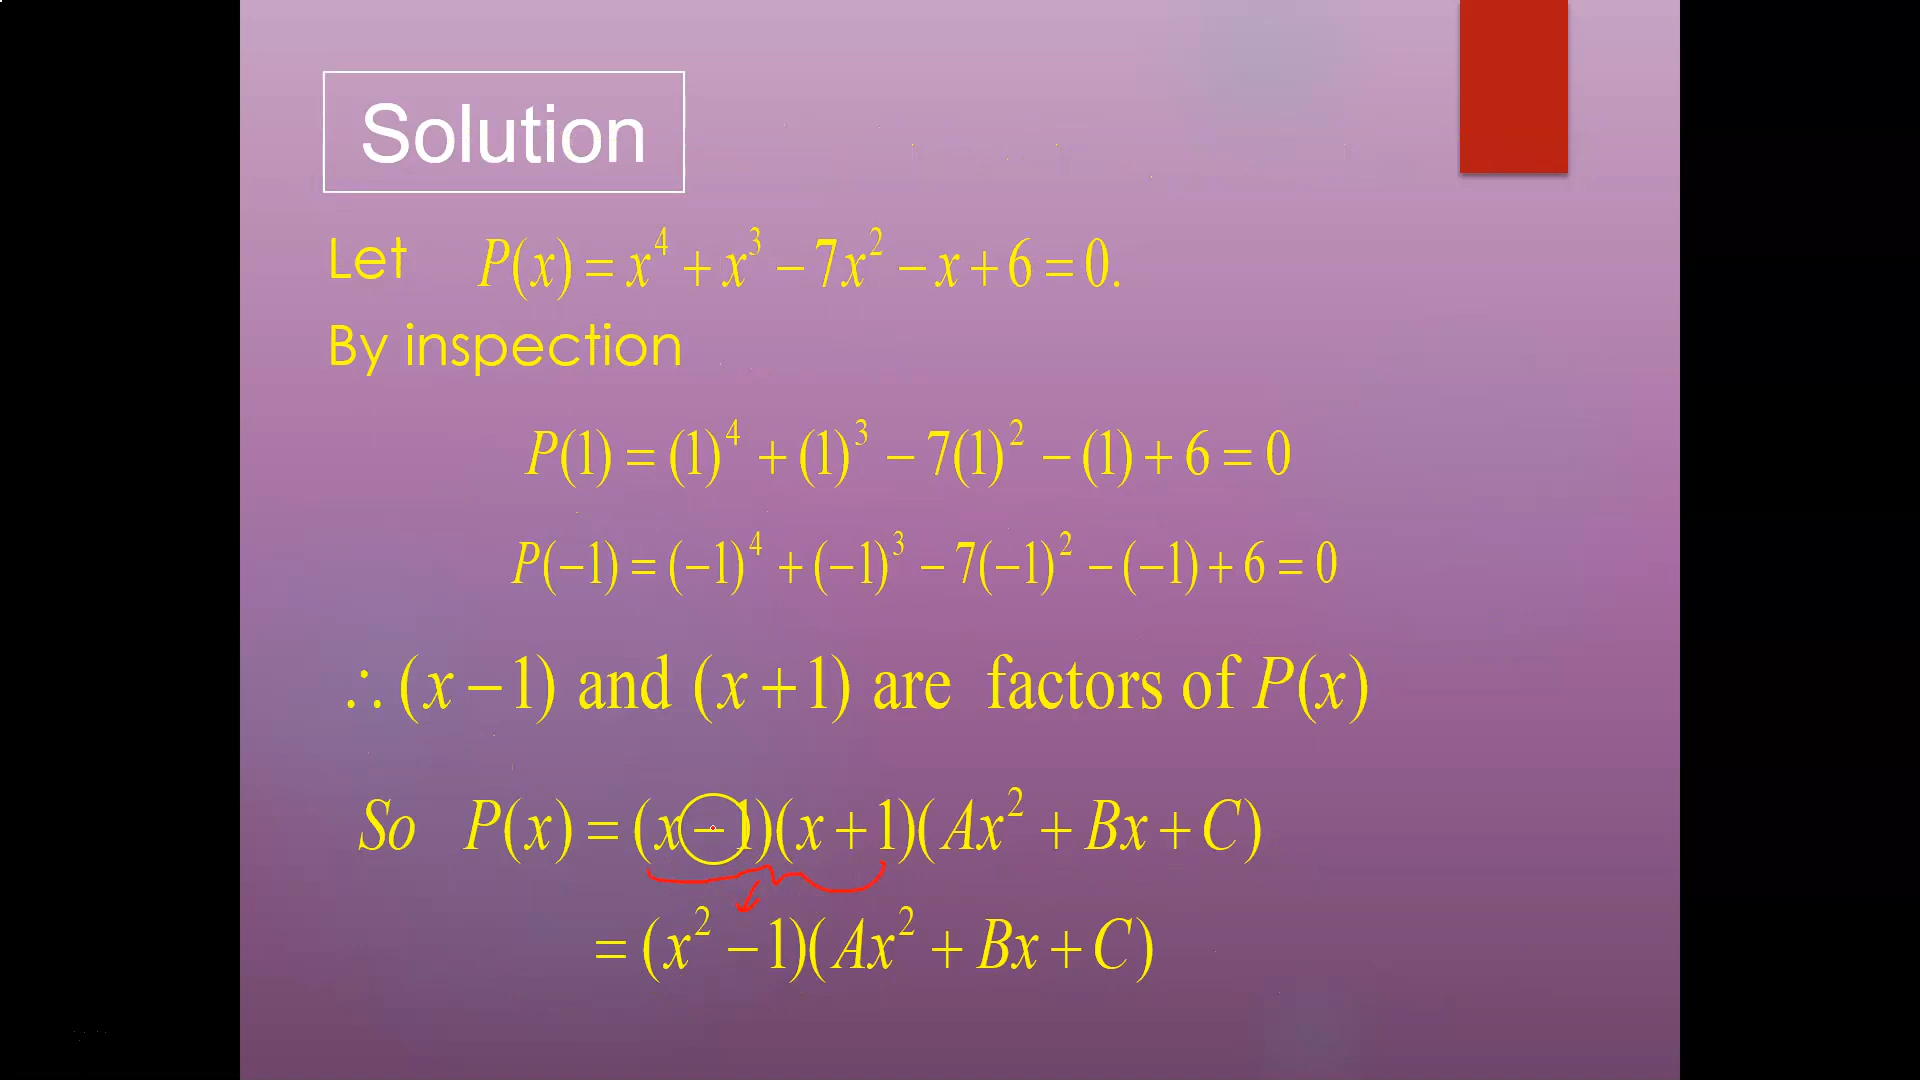 Solution
Let P(x) = x⁴ + x³ − 7x² − x + 6 = 0.
By inspection
P(1) = (1)⁴ + (1)³ − 7(1)² − (1) + 6 = 0
P(−1) = (−1)⁴ + (−1)³ − 7(−1)² − (−1) + 6 = 0
∴ (x − 1) and (x + 1) are factors of P(x)
So P(x) = (x − 1)(x + 1)(Ax² + Bx + C)
= (x² − 1)(Ax² + Bx + C)